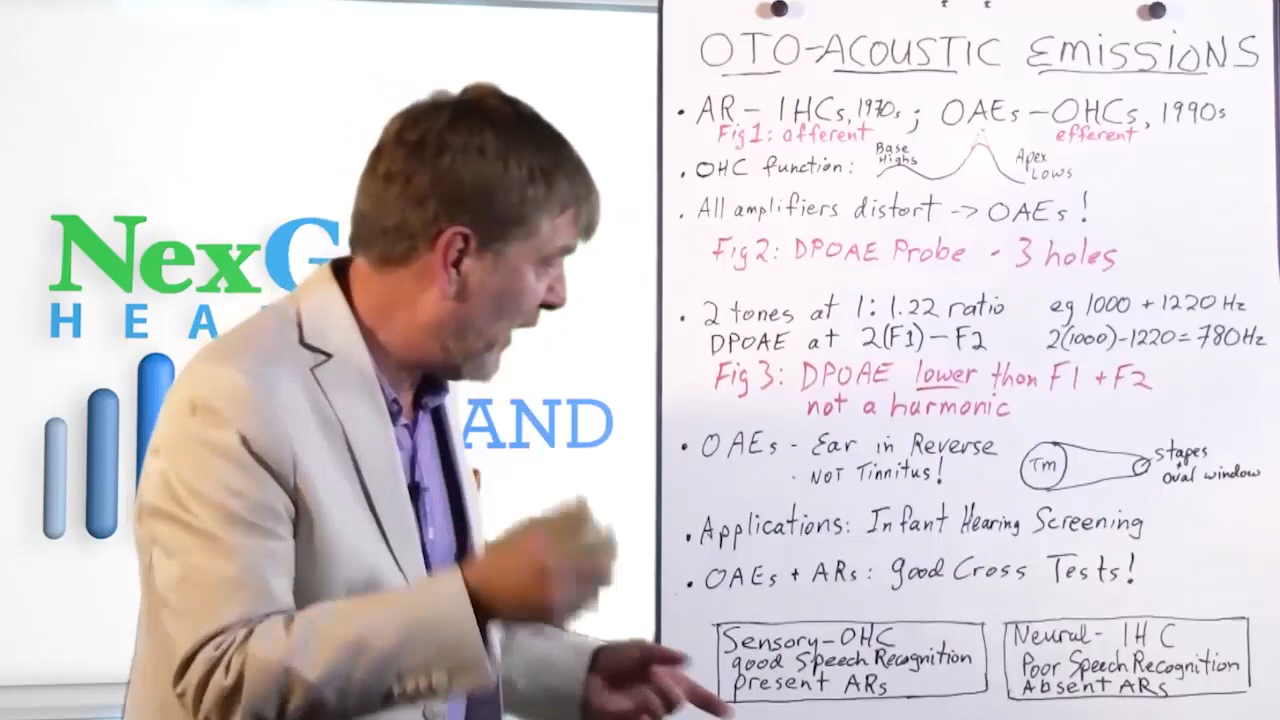 NexG
HEA
AND
OTO-ACOUSTIC EMISSIONS
• AR - IHCs, 1970s; OAEs - OHCs, 1990s
Fig 1: afferent efferent
• OHC function: Base Highs Apex Lows
• All amplifiers distort -> OAEs!
Fig 2: DPOAE Probe - 3 holes
• 2 tones at 1: 1.22 ratio eg 1000 + 1220 Hz
DPOAE at 2(F1) - F2 2(1000)-1220 = 780Hz
Fig 3: DPOAE lower than F1 + F2
not a harmonic
• OAEs - Ear in Reverse
• NOT Tinnitus!
TM stapes
oval window
• Applications: Infant Hearing Screening
• OAEs + ARs: good Cross Tests!
Sensory-OHC
good Speech Recognition
present ARs
Neural- IHC
Poor Speech Recognition
Absent ARs